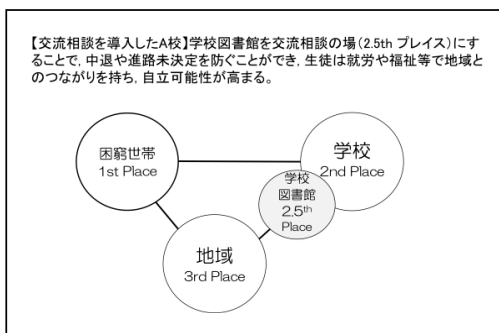 【交流相談を導入したA校】学校図書館を交流相談の場(2.5th プレイス)にす
ることで, 中退や進路未決定を防ぐことができ, 生徒は就労や福祉等で地域と
のつながりを持ち, 自立可能性が高まる。
困窮世帯
1st Place
学校
2nd Place
学校
図書館
2.5th
Place
地域
3rd Place